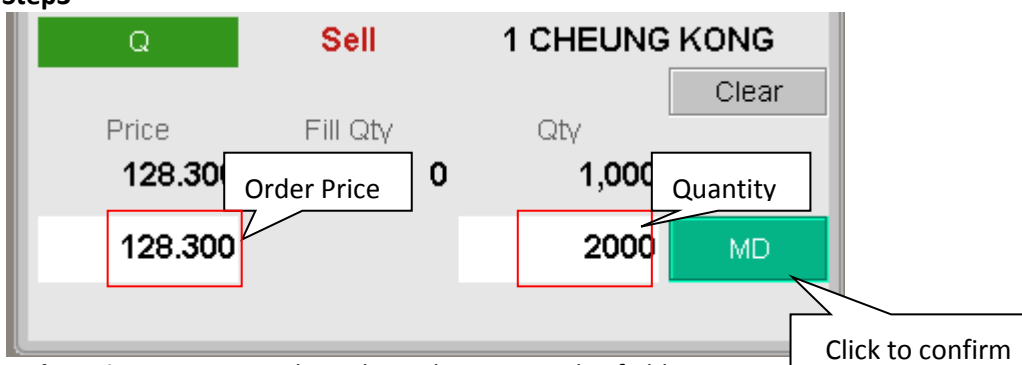 Steps
Q Sell 1 CHEUNG KONG
Clear
Price Fill Qty Qty
128.300 0 1,000
Order Price Quantity
128.300 2000 MD
Click to confirm